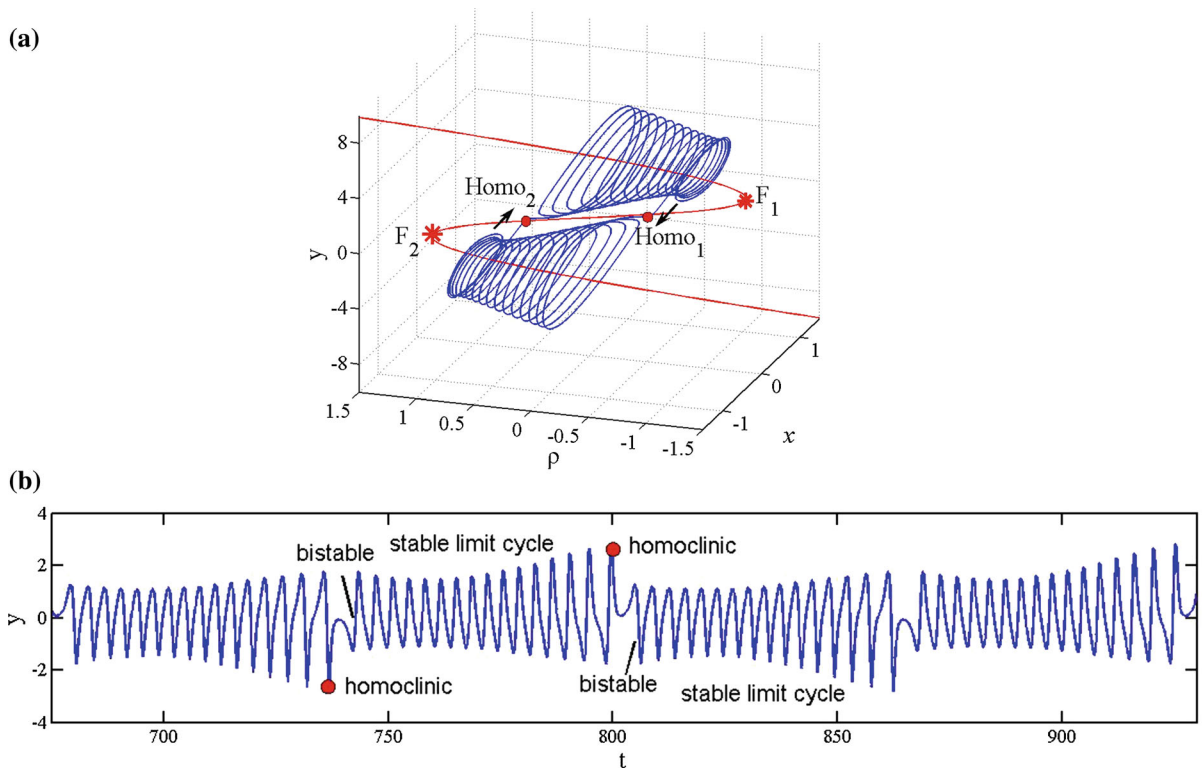 (a)
8
4
0
-4
-8
y
Homo2
F1
F2
Homo1
1.5
1
0.5
0
-0.5
-1
-1.5
ρ
-1
0
1
x
(b)
4
2
0
-2
-4
y
bistable
stable limit cycle
homoclinic
homoclinic
bistable
stable limit cycle
700
750
800
850
900
t